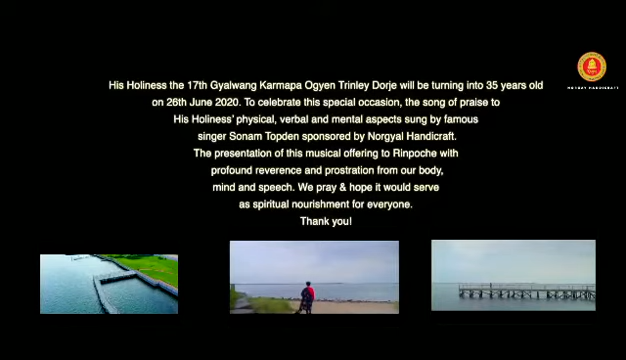 His Holiness the 17th Gyalwang Karmapa Ogyen Trinley Dorje will be turning into 35 years old
on 26th June 2020. To celebrate this special occasion, the song of praise to
His Holiness' physical, verbal and mental aspects sung by famous
singer Sonam Topden sponsored by Norgyal Handicraft.
The presentation of this musical offering to Rinpoche with
profound reverence and prostration from our body,
mind and speech. We pray & hope it would serve
as spiritual nourishment for everyone.
Thank you!
NORGYAL HANDICRAFT